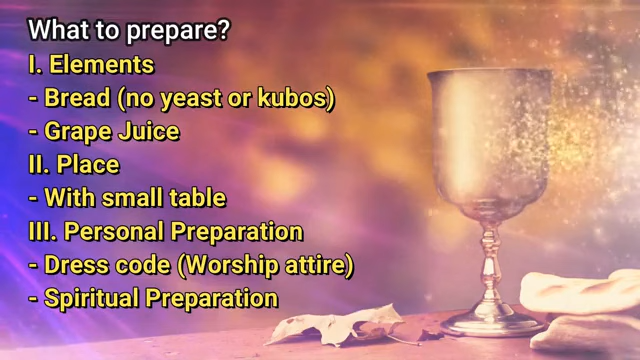 What to prepare?
I. Elements
- Bread (no yeast or kubos)
- Grape Juice
II. Place
- With small table
III. Personal Preparation
- Dress code (Worship attire)
- Spiritual Preparation